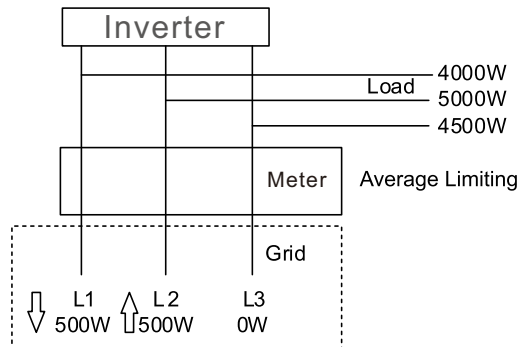 Inverter
4000W
Load
5000W
4500W
Meter
Average Limiting
Grid
L1
L2
L3
500W
500W
0W